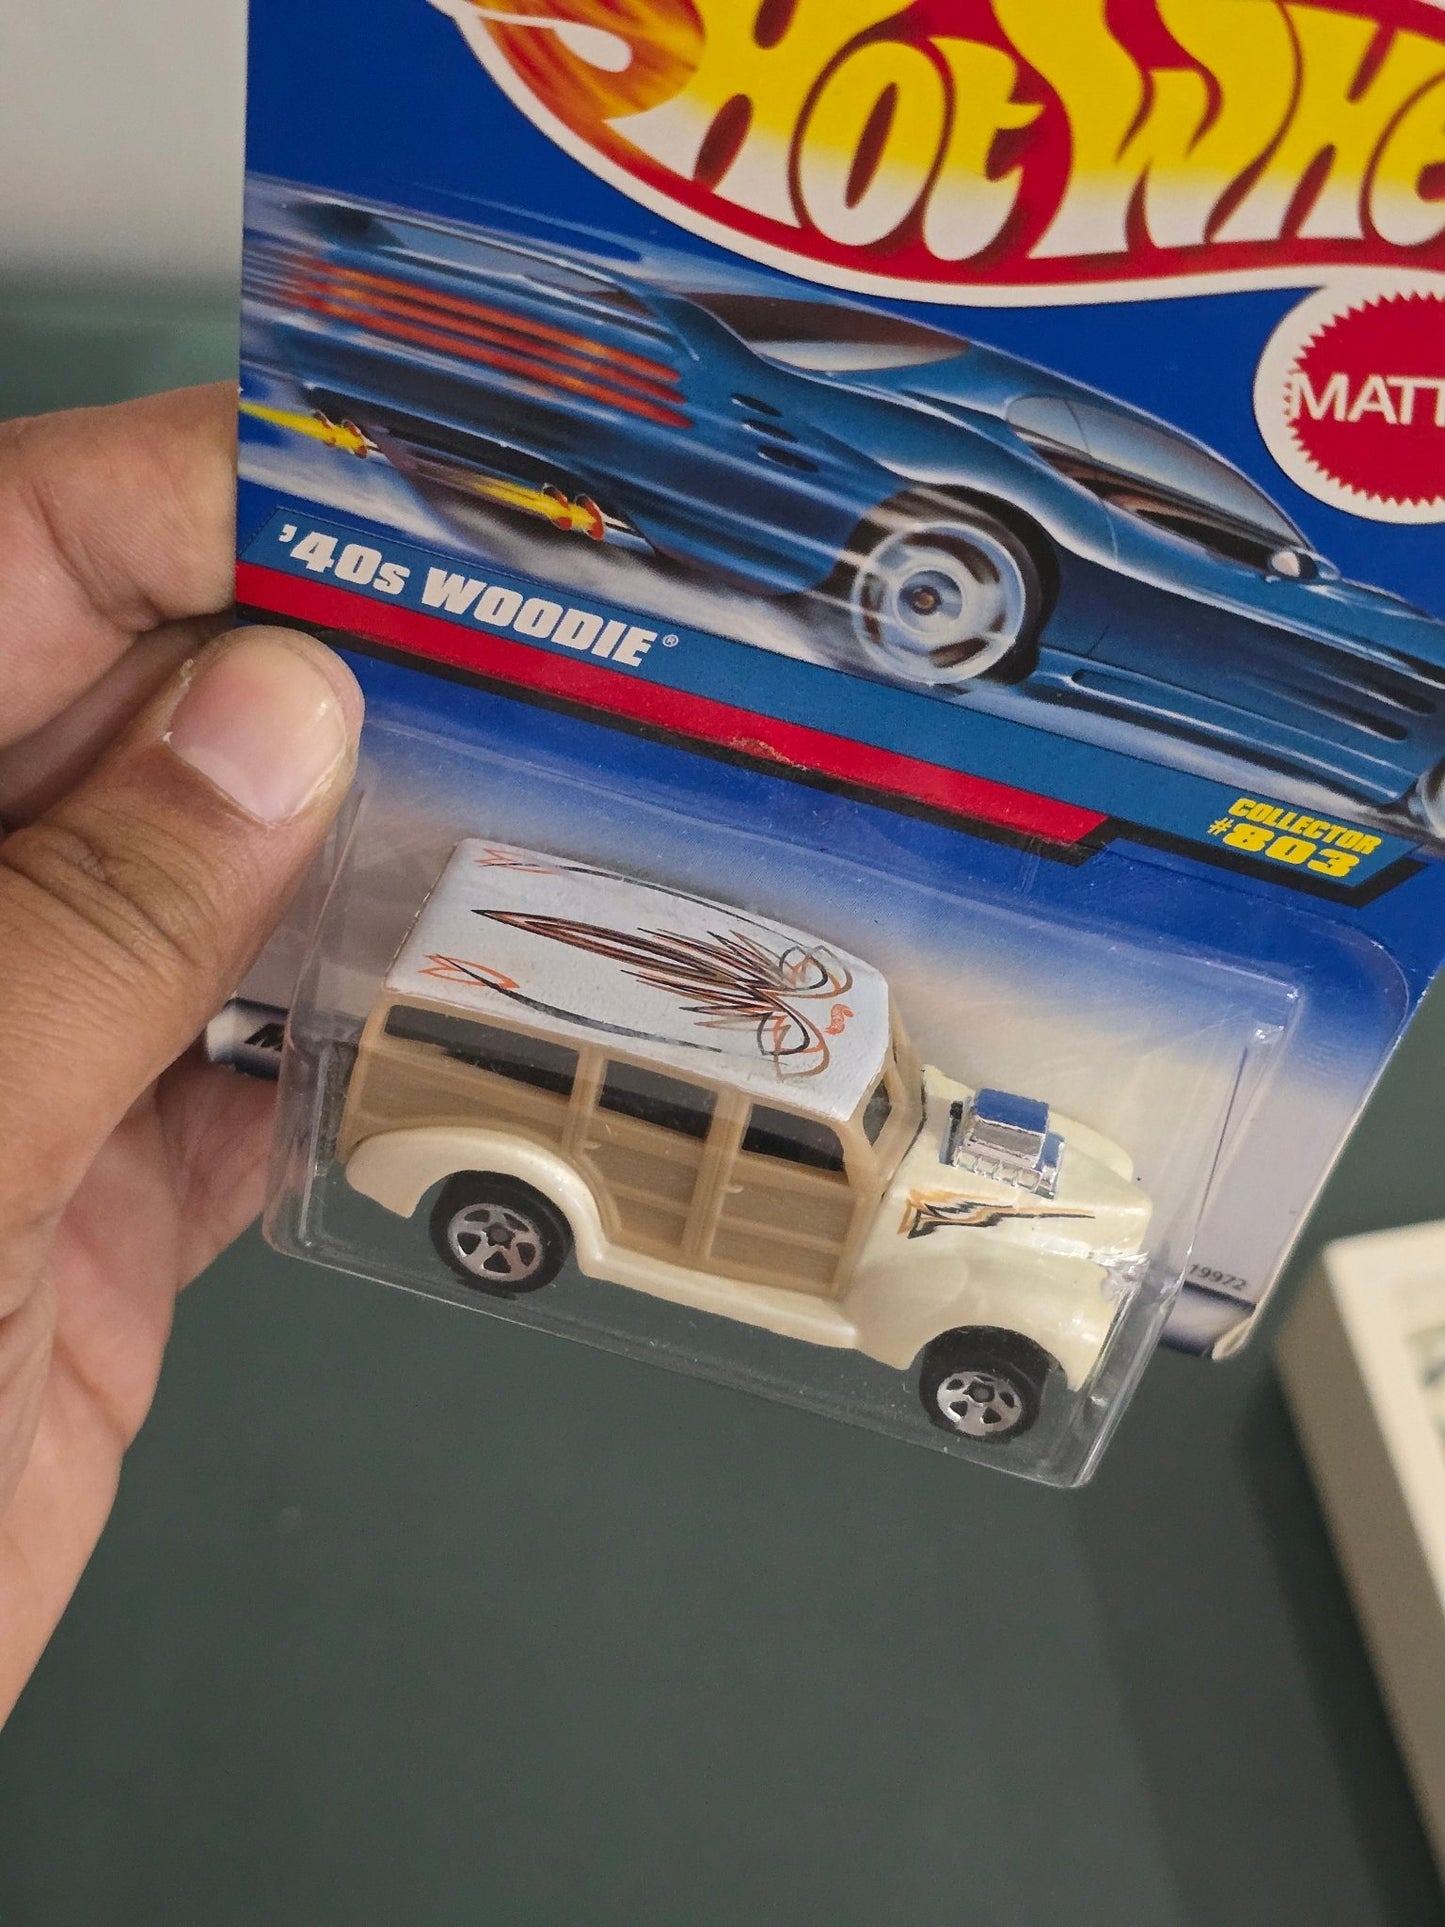 HOT WHE
MATT
'40s WOODIE®
COLLECTOR
#803
19972